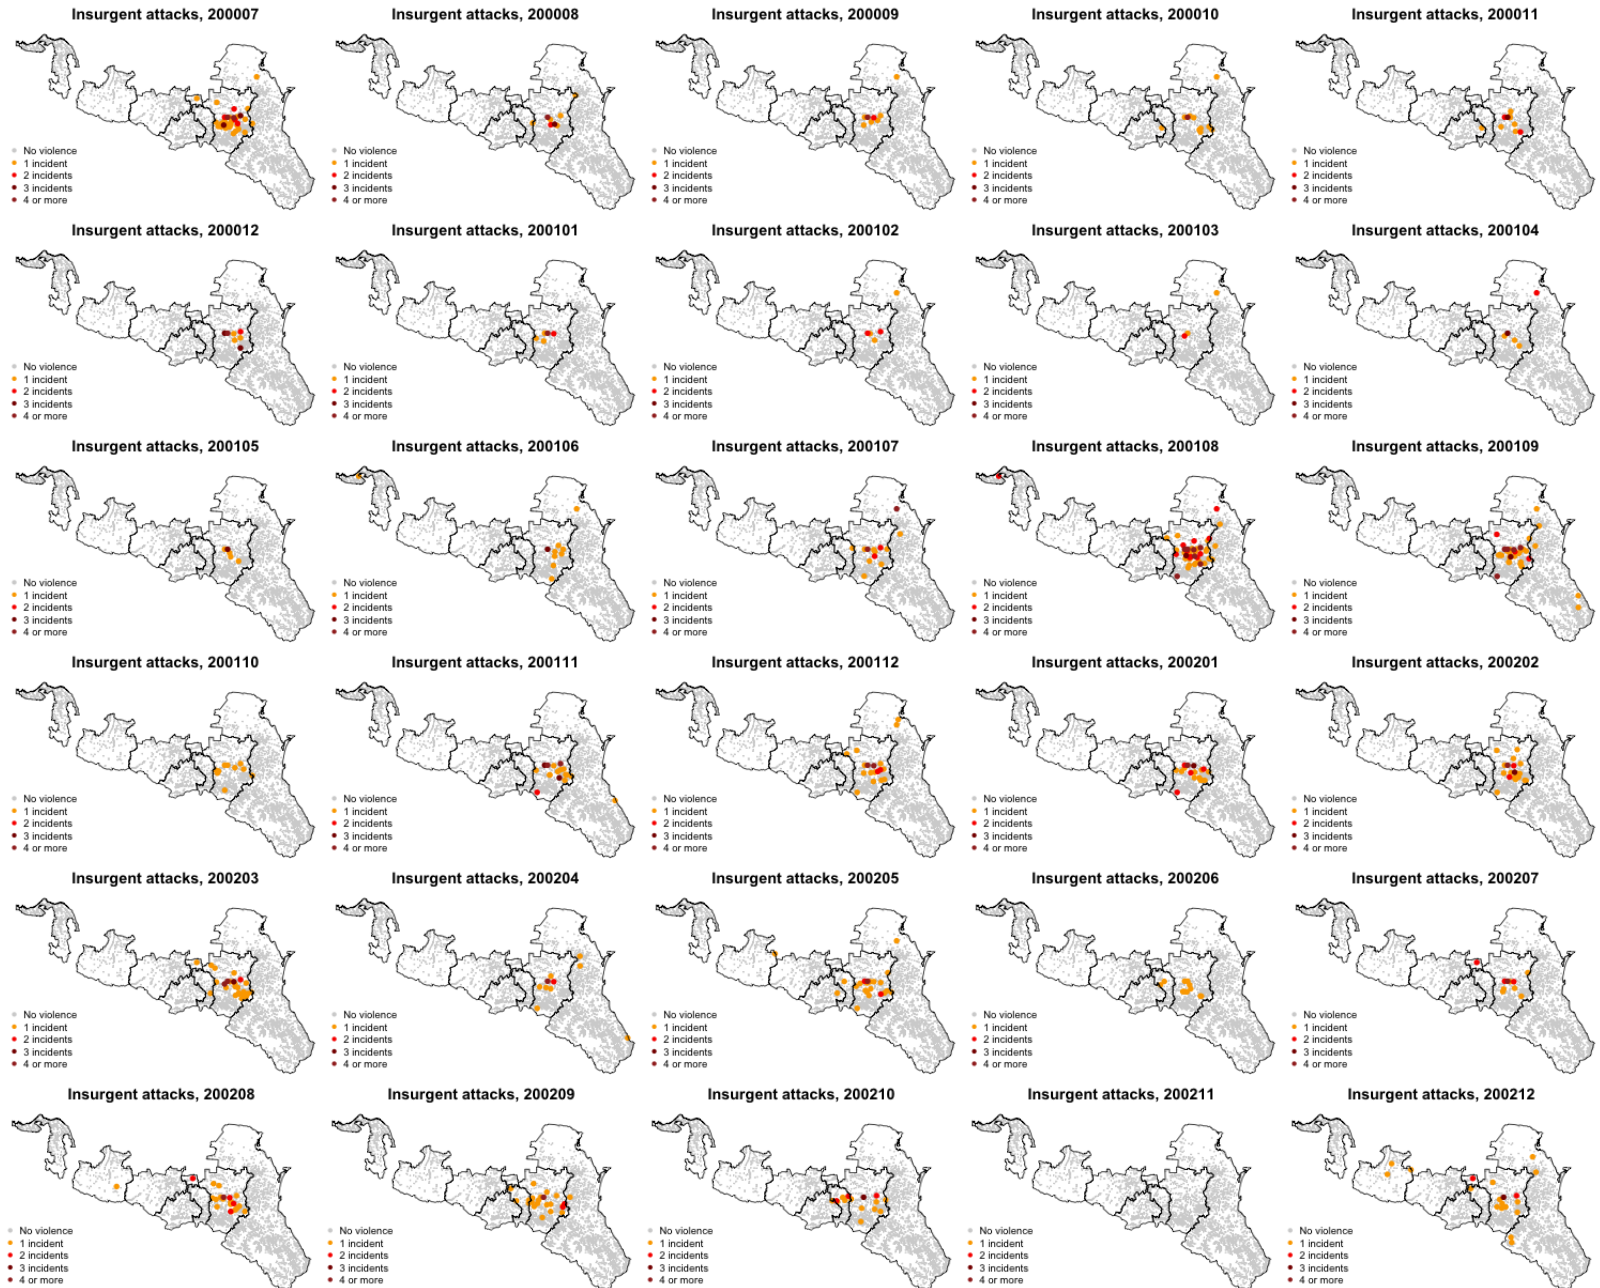 Insurgent attacks, 200007
No violence
1 incident
2 incidents
3 incidents
4 or more
Insurgent attacks, 200008
No violence
1 incident
2 incidents
3 incidents
4 or more
Insurgent attacks, 200009
No violence
1 incident
2 incidents
3 incidents
4 or more
Insurgent attacks, 200010
No violence
1 incident
2 incidents
3 incidents
4 or more
Insurgent attacks, 200011
No violence
1 incident
2 incidents
3 incidents
4 or more
Insurgent attacks, 200012
No violence
1 incident
2 incidents
3 incidents
4 or more
Insurgent attacks, 200101
No violence
1 incident
2 incidents
3 incidents
4 or more
Insurgent attacks, 200102
No violence
1 incident
2 incidents
3 incidents
4 or more
Insurgent attacks, 200103
No violence
1 incident
2 incidents
3 incidents
4 or more
Insurgent attacks, 200104
No violence
1 incident
2 incidents
3 incidents
4 or more
Insurgent attacks, 200105
No violence
1 incident
2 incidents
3 incidents
4 or more
Insurgent attacks, 200106
No violence
1 incident
2 incidents
3 incidents
4 or more
Insurgent attacks, 200107
No violence
1 incident
2 incidents
3 incidents
4 or more
Insurgent attacks, 200108
No violence
1 incident
2 incidents
3 incidents
4 or more
Insurgent attacks, 200109
No violence
1 incident
2 incidents
3 incidents
4 or more
Insurgent attacks, 200110
No violence
1 incident
2 incidents
3 incidents
4 or more
Insurgent attacks, 200111
No violence
1 incident
2 incidents
3 incidents
4 or more
Insurgent attacks, 200112
No violence
1 incident
2 incidents
3 incidents
4 or more
Insurgent attacks, 200201
No violence
1 incident
2 incidents
3 incidents
4 or more
Insurgent attacks, 200202
No violence
1 incident
2 incidents
3 incidents
4 or more
Insurgent attacks, 200203
No violence
1 incident
2 incidents
3 incidents
4 or more
Insurgent attacks, 200204
No violence
1 incident
2 incidents
3 incidents
4 or more
Insurgent attacks, 200205
No violence
1 incident
2 incidents
3 incidents
4 or more
Insurgent attacks, 200206
No violence
1 incident
2 incidents
3 incidents
4 or more
Insurgent attacks, 200207
No violence
1 incident
2 incidents
3 incidents
4 or more
Insurgent attacks, 200208
No violence
1 incident
2 incidents
3 incidents
4 or more
Insurgent attacks, 200209
No violence
1 incident
2 incidents
3 incidents
4 or more
Insurgent attacks, 200210
No violence
1 incident
2 incidents
3 incidents
4 or more
Insurgent attacks, 200211
No violence
1 incident
2 incidents
3 incidents
4 or more
Insurgent attacks, 200212
No violence
1 incident
2 incidents
3 incidents
4 or more